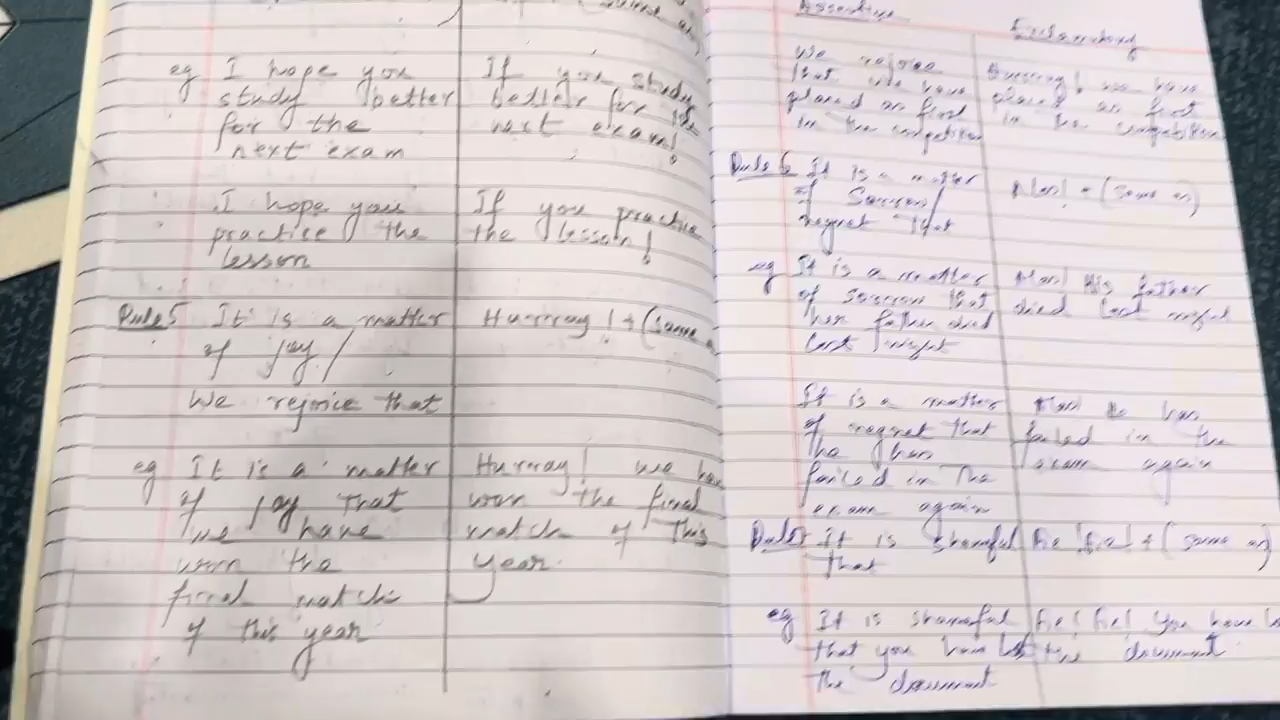 eg I hope you
study better
for the
next exam
If you study
better for the
next exam!
I hope you
practice the
lesson
If you practice
the lesson!
Rule 5 It is a matter
of joy /
We rejoice that
Hurray! + (same a
eg It is a matter
of joy that
we have
won the
final match
of this year
Hurray! we have
won the final
match of this
year.
Assertive
Exclamatory
We rejoice
that we have
placed as first
in the competition
Hurray! we have
placed as first
in the competition
Rule 6 It is a matter
of Sorrow /
regret that
Alas! + (same as)
eg It is a matter
of sorrow that
her father died
last night
Alas! His father
died last night
It is a matter
of regret that
the has
failed in the
exam again
Alas! has
failed in the
exam again
Rule It is shameful
that
Fie! fie! + (same as)
eg It is shameful
that you have lost
the document
Fie! fie! you have
the document.